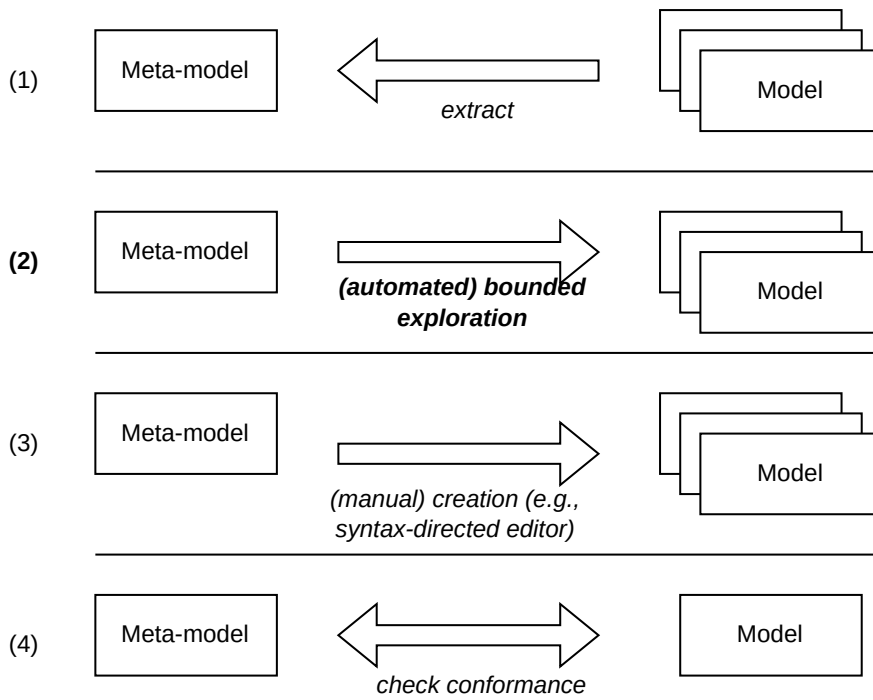 (1)
Meta-model
extract
Model
(2)
Meta-model
(automated) bounded
exploration
Model
(3)
Meta-model
(manual) creation (e.g.,
syntax-directed editor)
Model
(4)
Meta-model
check conformance
Model